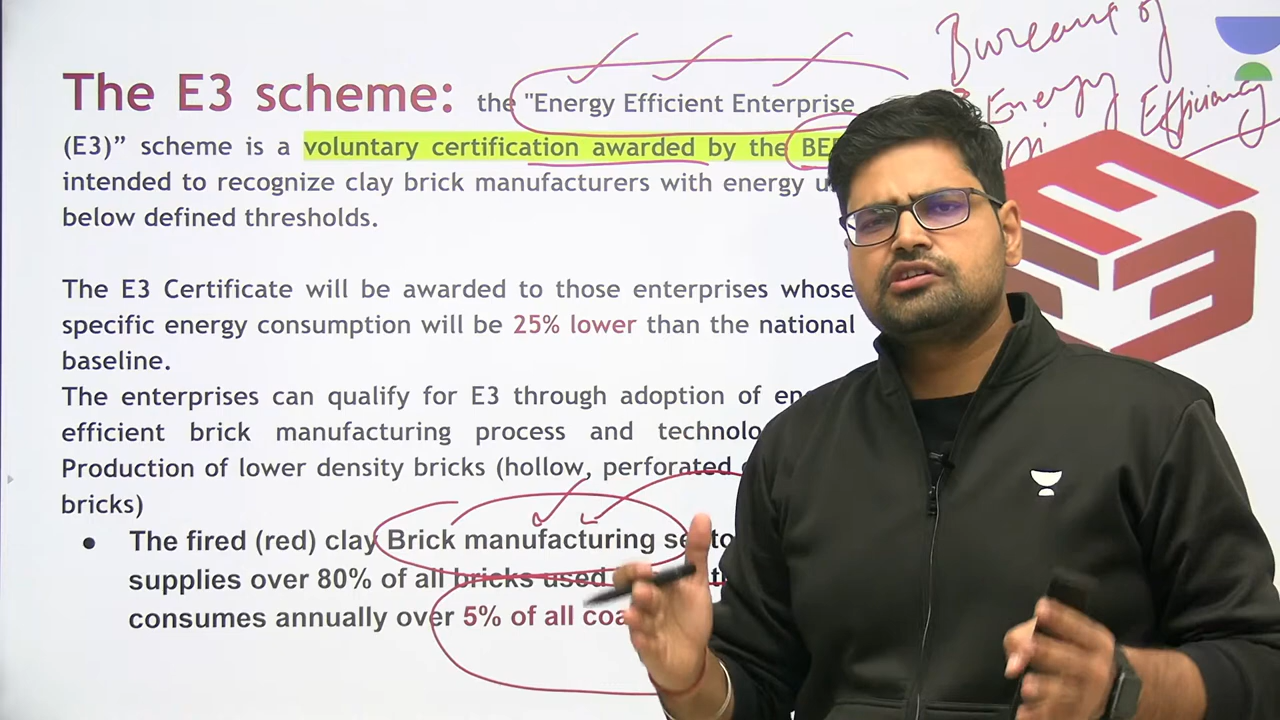 The E3 scheme: the "Energy Efficient Enterprise
(E3)” scheme is a voluntary certification awarded by the BEE
intended to recognize clay brick manufacturers with energy
below defined thresholds.
The E3 Certificate will be awarded to those enterprises whose
specific energy consumption will be 25% lower than the national
baseline.
The enterprises can qualify for E3 through adoption of
efficient brick manufacturing process and
Production of lower density bricks (hollow, perforated
bricks)
● The fired (red) clay Brick manufacturing
supplies over 80% of all bricks used
consumes annually over 5% of all
Bureau of
Energy
Efficiency
E3